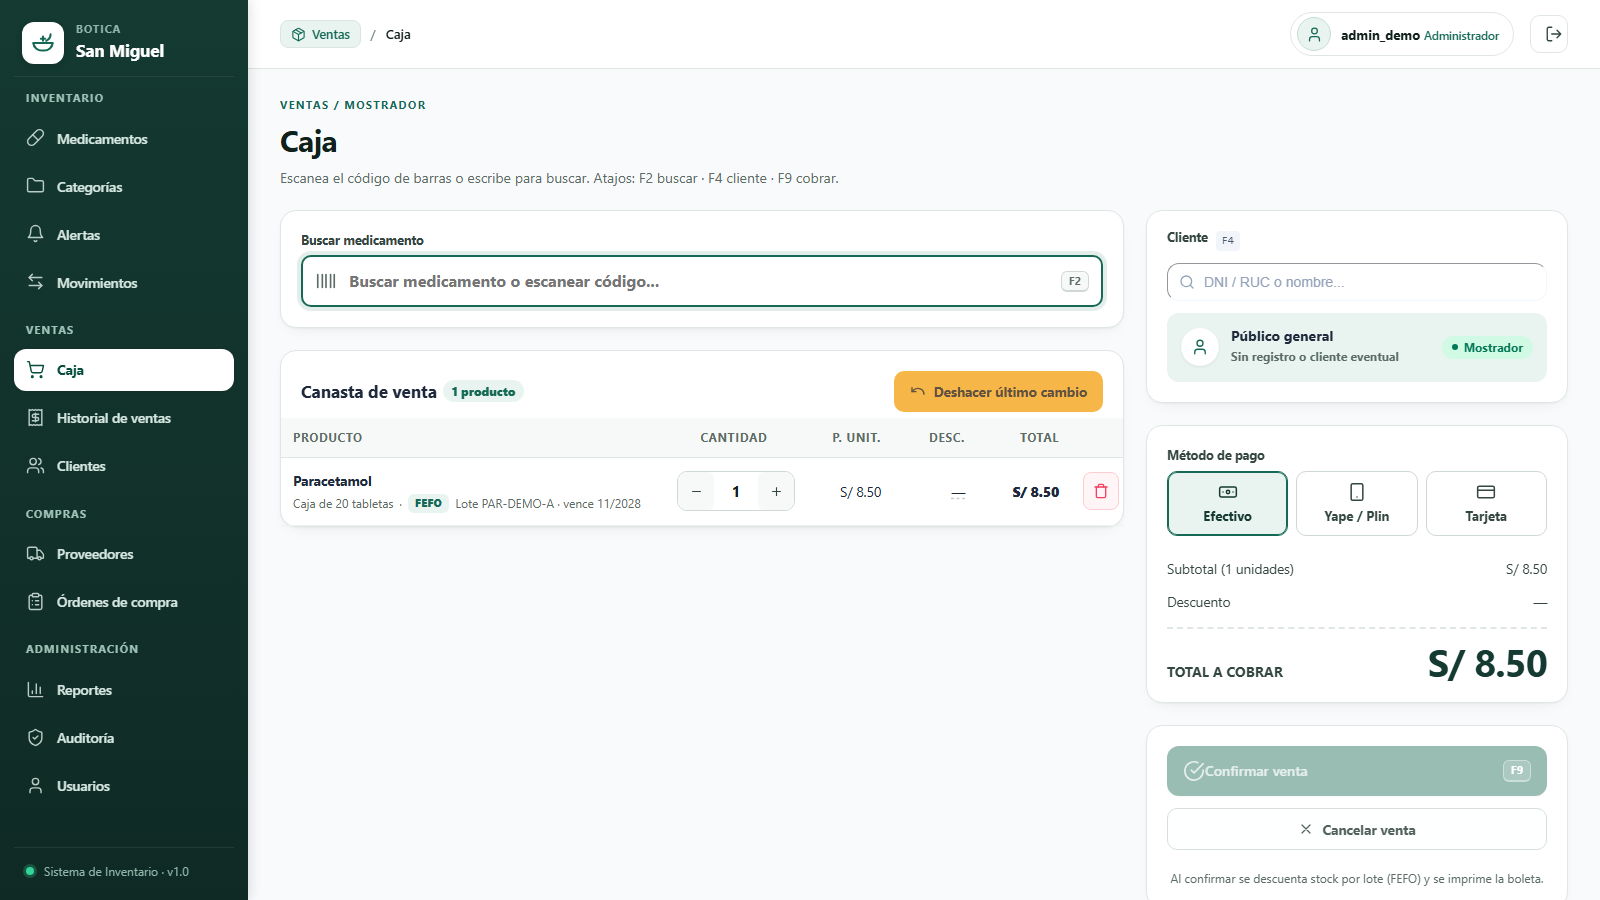 BOTICA
San Miguel
INVENTARIO
Medicamentos
Categorías
Alertas
Movimientos
VENTAS
Caja
Historial de ventas
Clientes
COMPRAS
Proveedores
Órdenes de compra
ADMINISTRACIÓN
Reportes
Auditoría
Usuarios
Sistema de Inventario · v1.0
Ventas / Caja
admin_demo Administrador
VENTAS / MOSTRADOR
Caja
Escanea el código de barras o escribe para buscar. Atajos: F2 buscar · F4 cliente · F9 cobrar.
Buscar medicamento
Buscar medicamento o escanear código... F2
Canasta de venta 1 producto
Deshacer último cambio
PRODUCTO CANTIDAD P. UNIT. DESC. TOTAL
Paracetamol
Caja de 20 tabletas · FEFO Lote PAR-DEMO-A · vence 11/2028
− 1 + S/ 8.50 — S/ 8.50
Cliente F4
DNI / RUC o nombre...
Público general
Sin registro o cliente eventual
Mostrador
Método de pago
Efectivo
Yape / Plin
Tarjeta
Subtotal (1 unidades) S/ 8.50
Descuento —
TOTAL A COBRAR S/ 8.50
Confirmar venta F9
Cancelar venta
Al confirmar se descuenta stock por lote (FEFO) y se imprime la boleta.